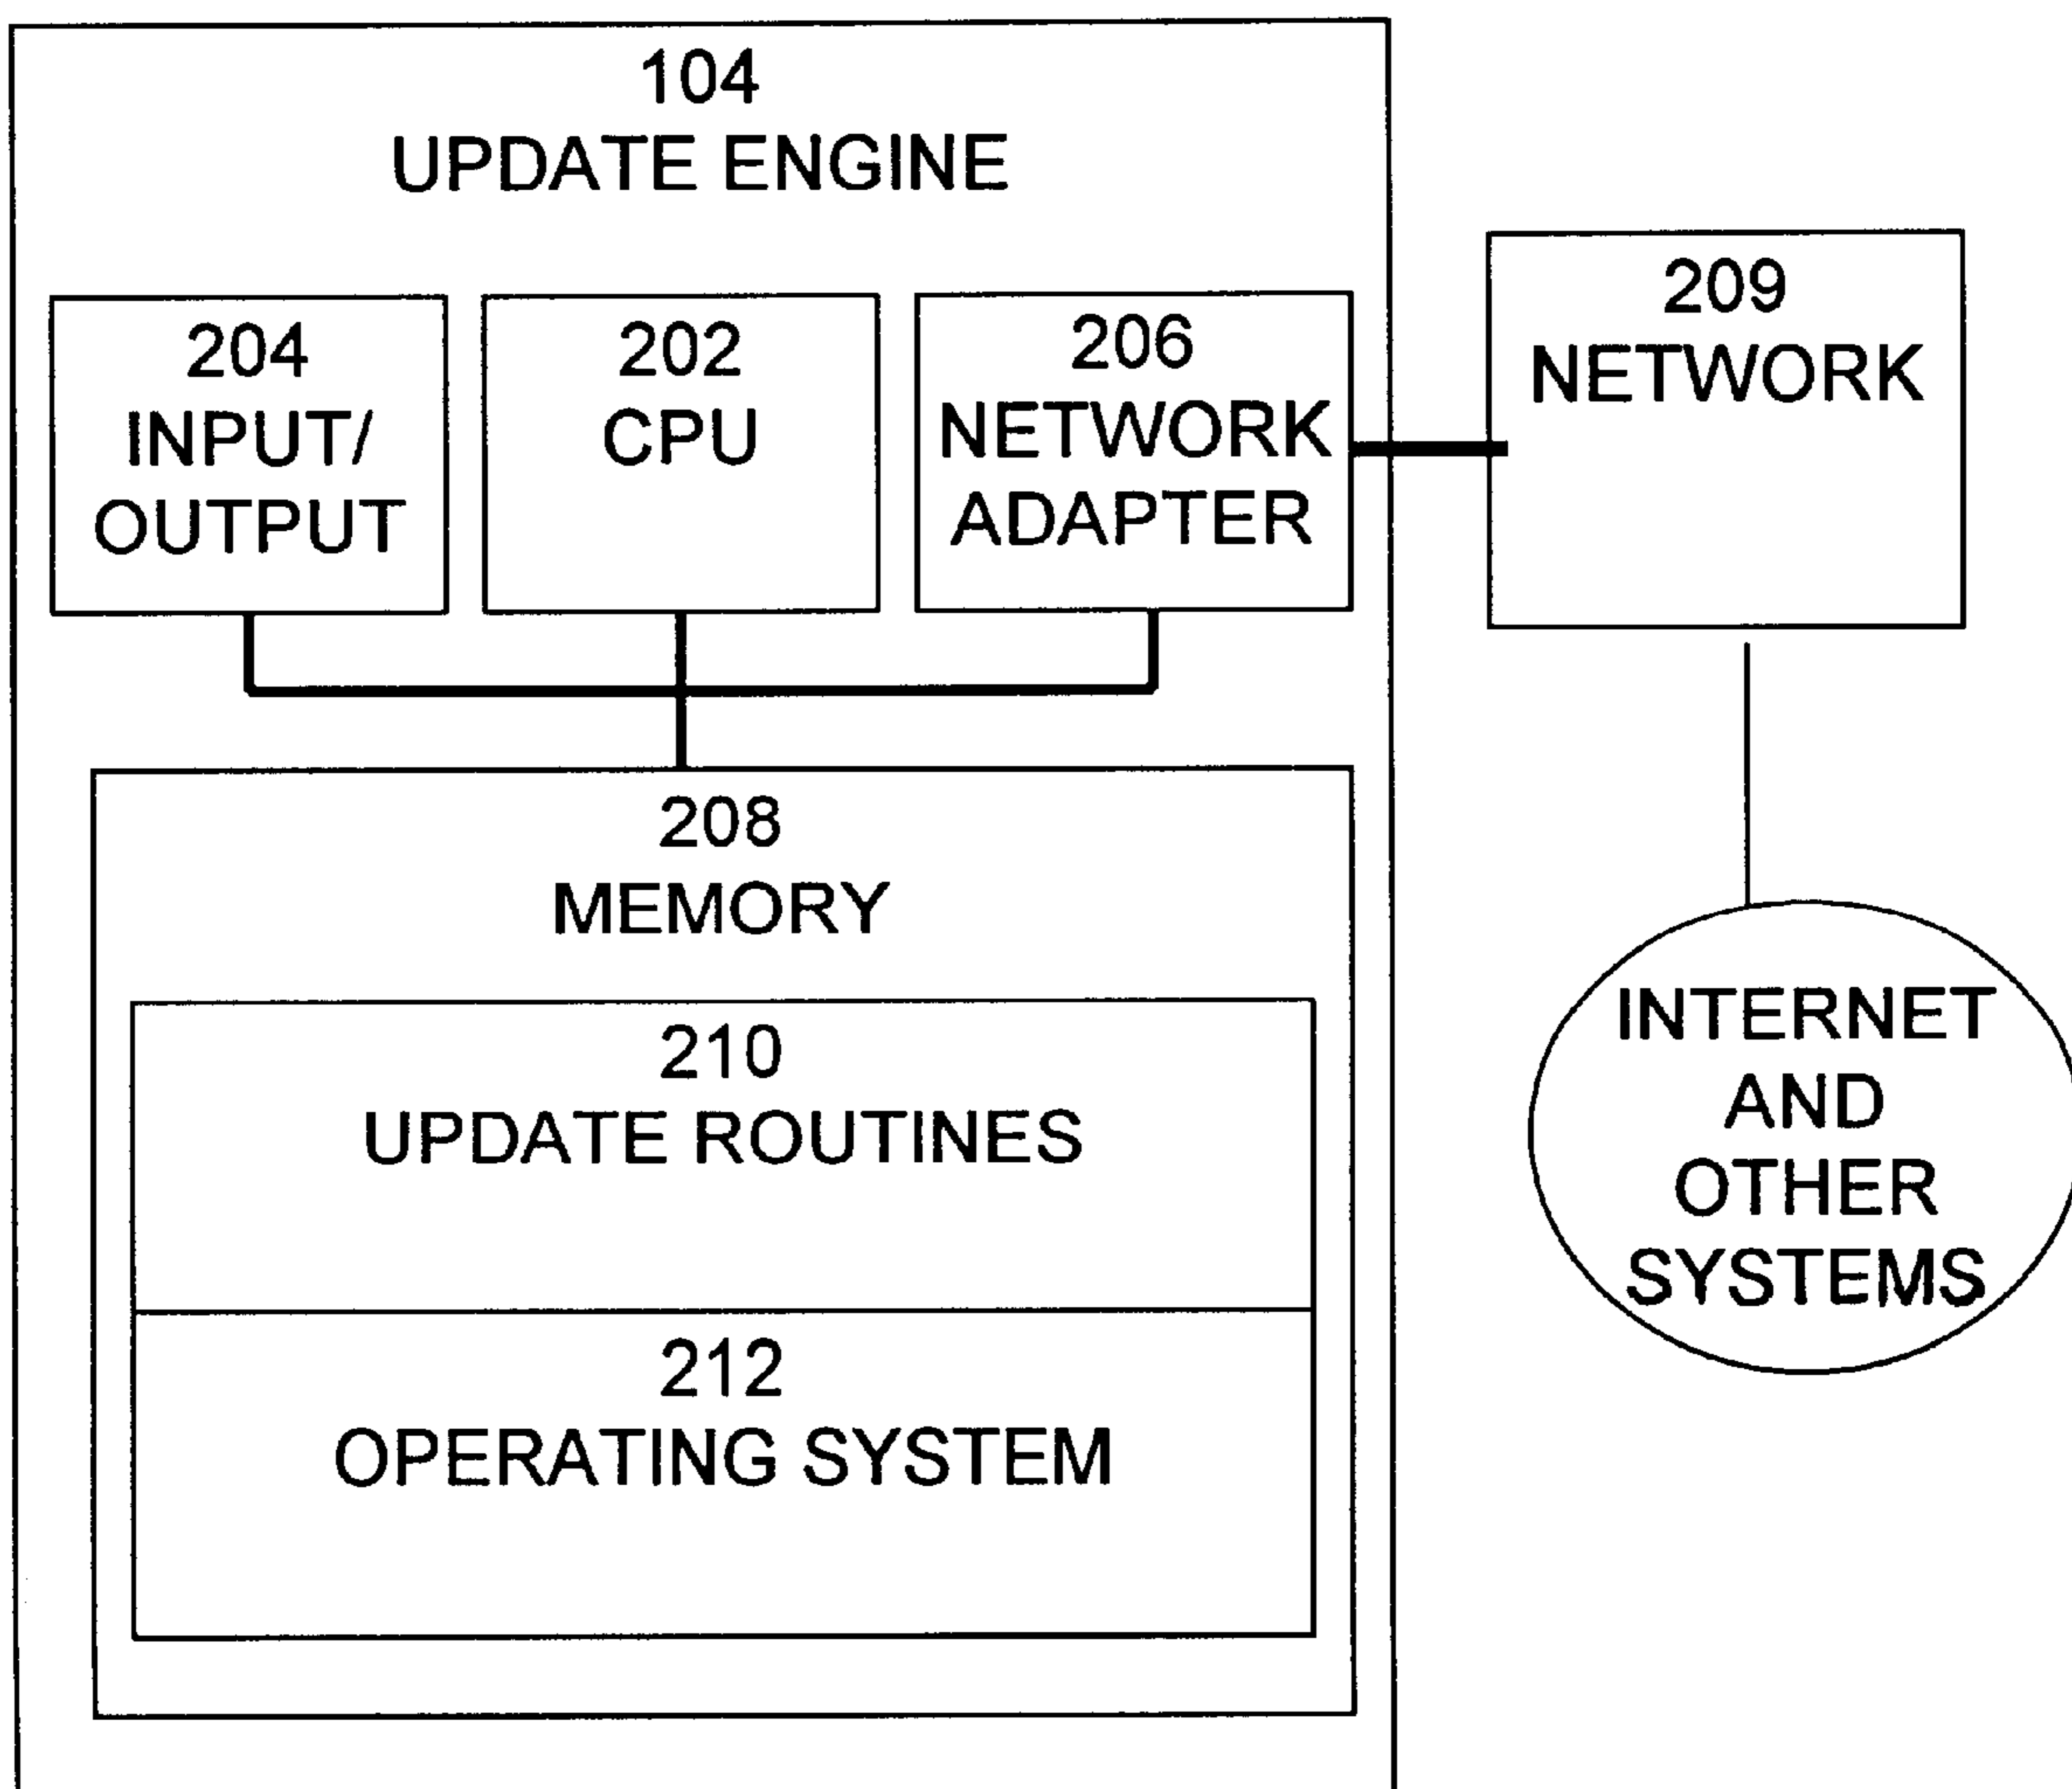 104
UPDATE ENGINE
204
INPUT/
OUTPUT
202
CPU
206
NETWORK
ADAPTER
209
NETWORK
208
MEMORY
210
UPDATE ROUTINES
212
OPERATING SYSTEM
INTERNET
AND
OTHER
SYSTEMS